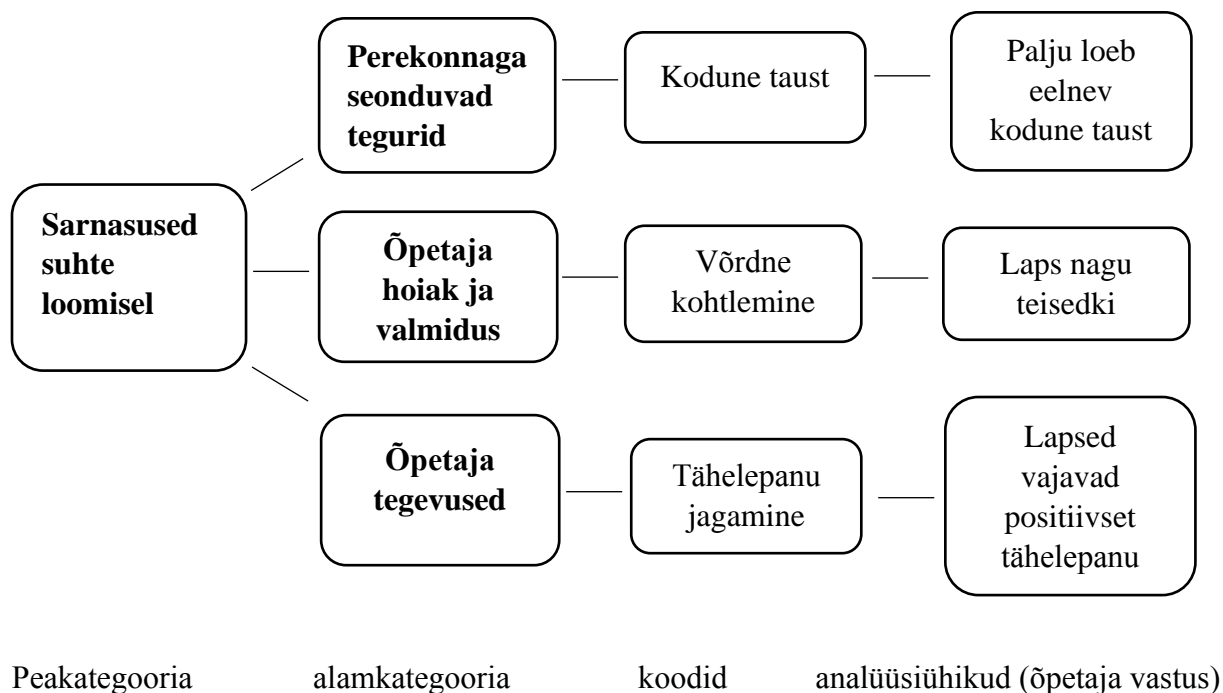 Perekonnaga
seonduvad
tegurid
Kodune taust
Palju loeb
eelnev
kodune taust
Sarnasused
suhte
loomisel
Õpetaja
hoiak ja
valmidus
Võrdne
kohtlemine
Laps nagu
teisedki
Õpetaja
tegevused
Tähelepanu
jagamine
Lapsed
vajavad
positiivset
tähelepanu
Peakategooria alamkategooria koodid analüüsiühikud (õpetaja vastus)